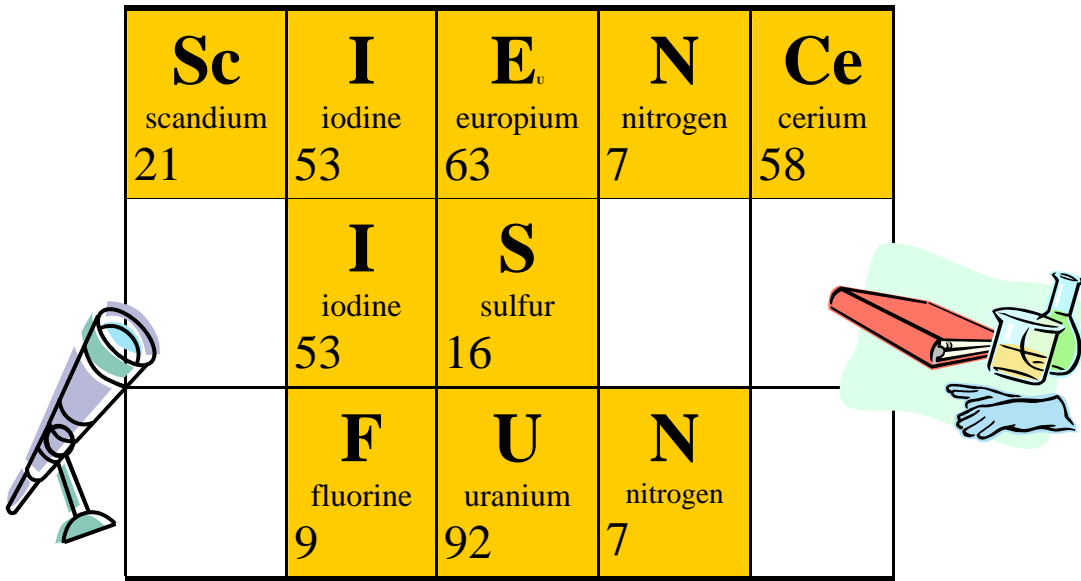 Sc I EU N Ce
scandium iodine europium nitrogen cerium
21 53 63 7 58
I S
iodine sulfur
53 16
F U N
fluorine uranium nitrogen
9 92 7